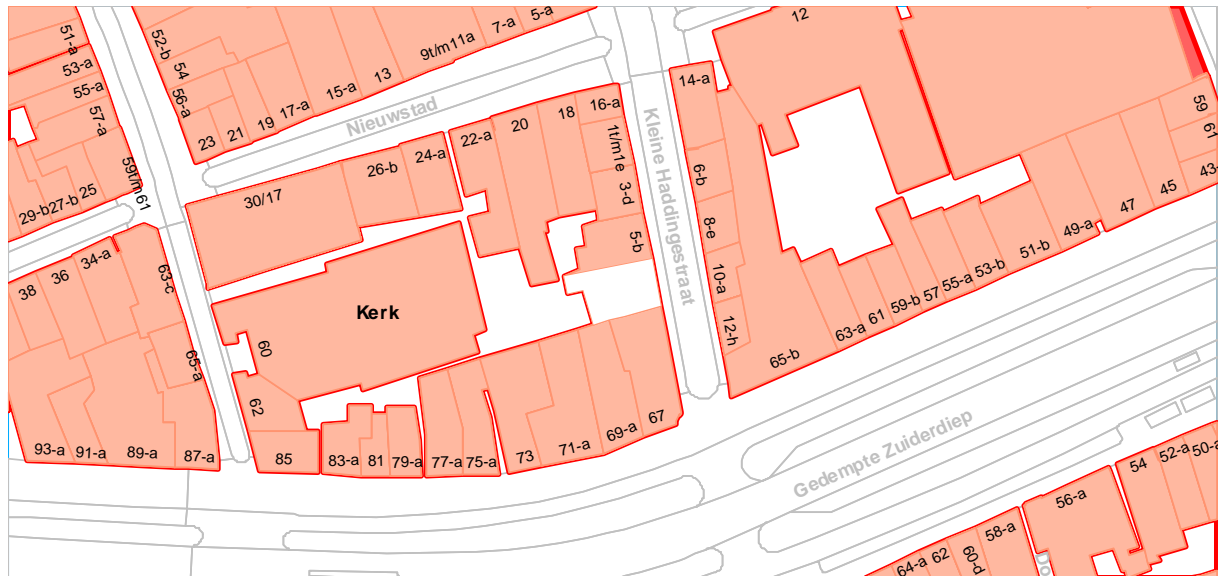 51-a
53-a
55-a
57-a
59t/m61
29-b
27-b
25
52-b
54
56-a
23
21
19
17-a
15-a
13
9t/m11a
7-a
5-a
Nieuwstad
12
14-a
59
61
43-
45
47
49-a
51-b
53-b
55-a
57
59-b
61
63-a
65-b
6-b
8-e
10-a
12-h
Kleine Haddingestraat
16-a
1t/m1e
3-d
5-b
18
20
22-a
24-a
26-b
30/17
Kerk
60
62
38
36
34-a
63-c
65-a
93-a
91-a
89-a
87-a
85
83-a
81
79-a
77-a
75-a
73
71-a
69-a
67
Gedempte Zuiderdiep
64-a
62
60-d
58-a
56-a
54
52-a
50-a
Do